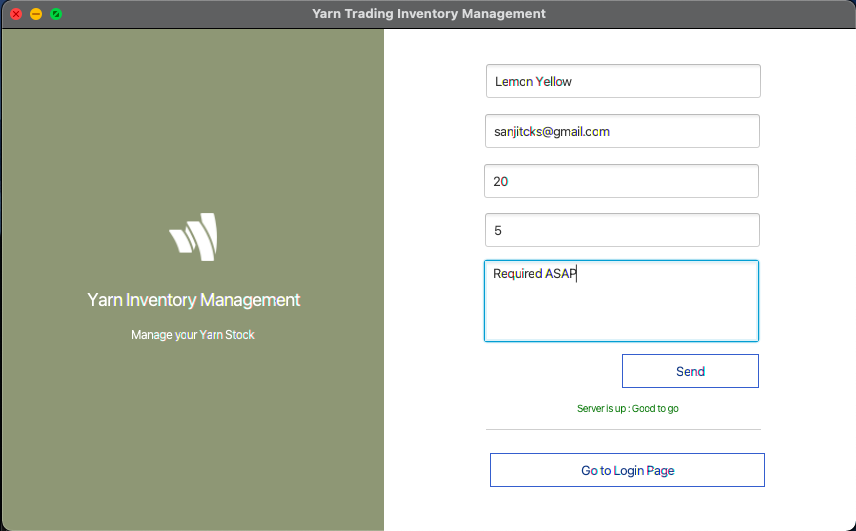 Yarn Trading Inventory Management
Yarn Inventory Management
Manage your Yarn Stock
Lemon Yellow
sanjitcks@gmail.com
20
5
Required ASAP
Send
Server is up : Good to go
Go to Login Page